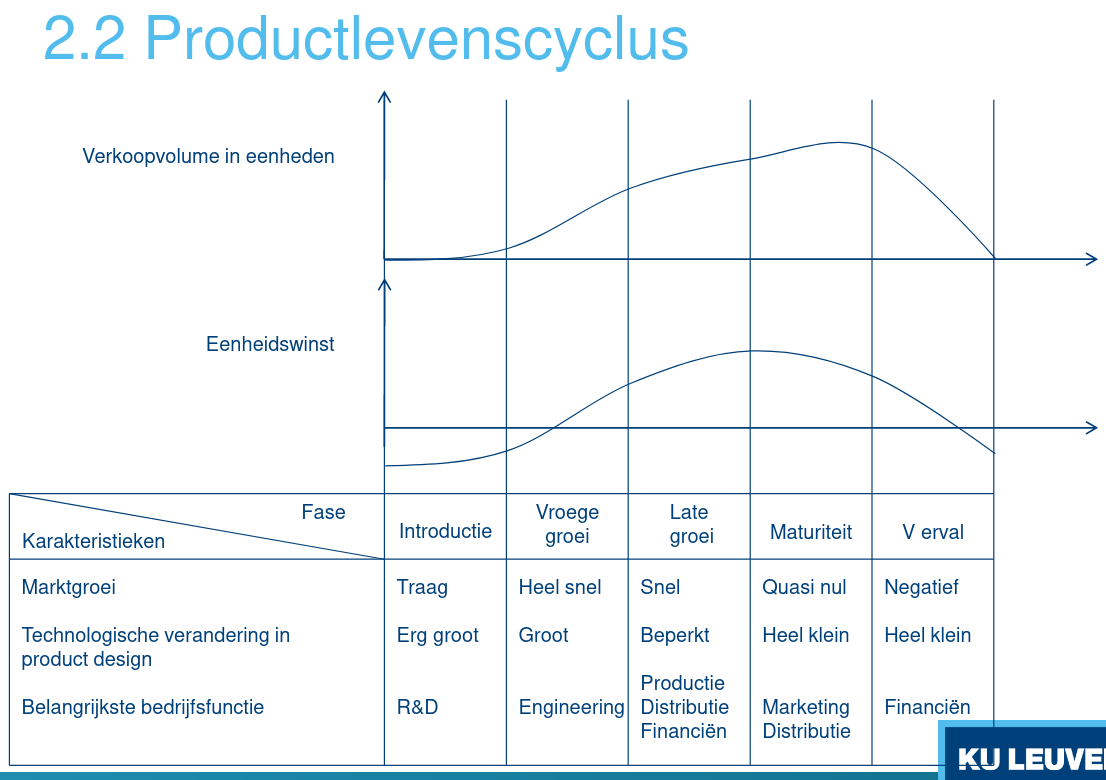 2.2 Productlevenscyclus
Verkoopvolume in eenheden
Eenheidswinst
Fase
Karakteristieken
Introductie
Vroege
groei
Late
groei
Maturiteit
V erval
Marktgroei
Traag
Heel snel
Snel
Quasi nul
Negatief
Technologische verandering in
product design
Erg groot
Groot
Beperkt
Heel klein
Heel klein
Belangrijkste bedrijfsfunctie
R&D
Engineering
Productie
Distributie
Financiën
Marketing
Distributie
Financiën
KU LEUVE